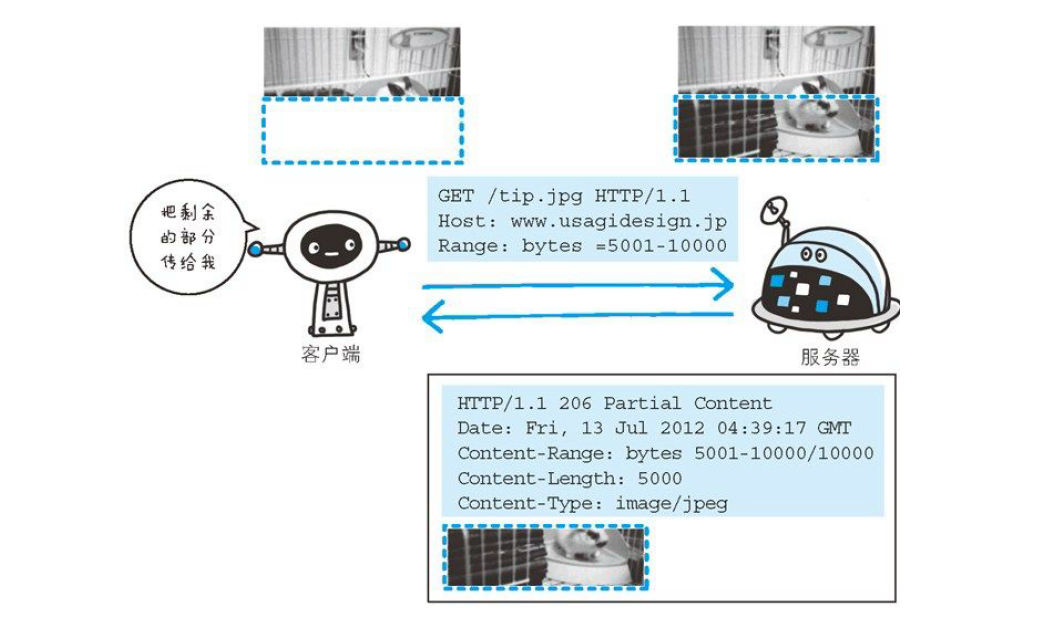 GET /tip.jpg HTTP/1.1
Host: www.usagidesign.jp
Range: bytes =5001-10000
把剩余
的部分
传给我
客户端
服务器
HTTP/1.1 206 Partial Content
Date: Fri, 13 Jul 2012 04:39:17 GMT
Content-Range: bytes 5001-10000/10000
Content-Length: 5000
Content-Type: image/jpeg